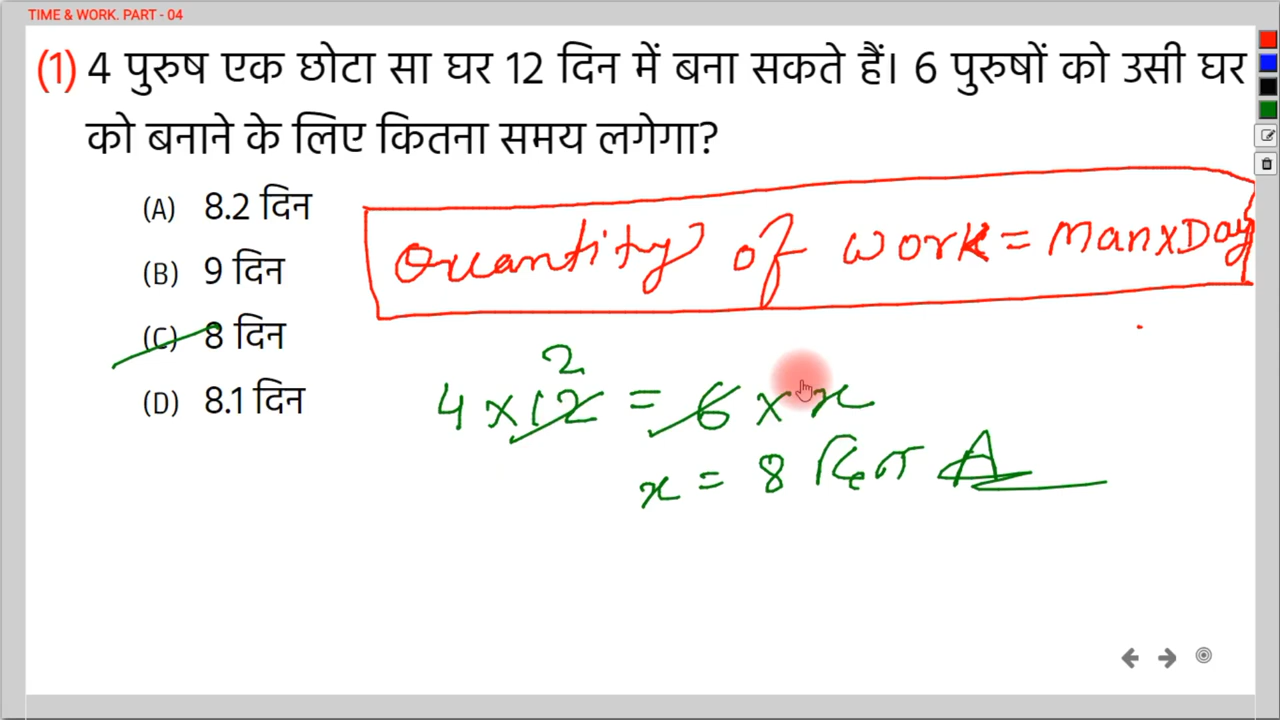 TIME & WORK. PART - 04
(1) 4 पुरुष एक छोटा सा घर 12 दिन में बना सकते हैं। 6 पुरुषों को उसी घर
को बनाने के लिए कितना समय लगेगा?
(A) 8.2 दिन
Quantity of work = Man x Day
(B) 9 दिन
(C) 8 दिन
2
4 x 12 = 6 x x
(D) 8.1 दिन
x = 8 दिन A